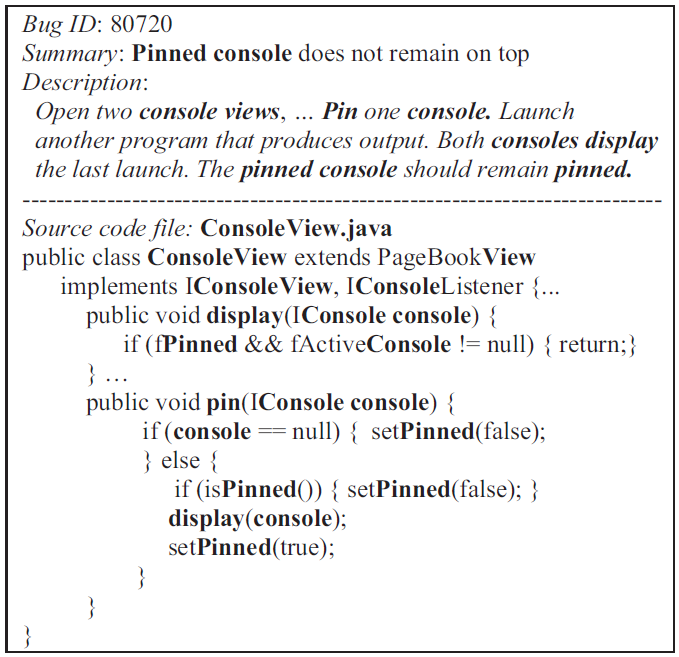 Bug ID: 80720
Summary: Pinned console does not remain on top
Description:
Open two console views, ... Pin one console. Launch
another program that produces output. Both consoles display
the last launch. The pinned console should remain pinned.
--------------------------------------------------------------------------
Source code file: ConsoleView.java
public class ConsoleView extends PageBookView
implements IConsoleView, IConsoleListener {...
public void display(IConsole console) {
if (fPinned && fActiveConsole != null) { return;}
} ...
public void pin(IConsole console) {
if (console == null) { setPinned(false);
} else {
if (isPinned()) { setPinned(false); }
display(console);
setPinned(true);
}
}
}